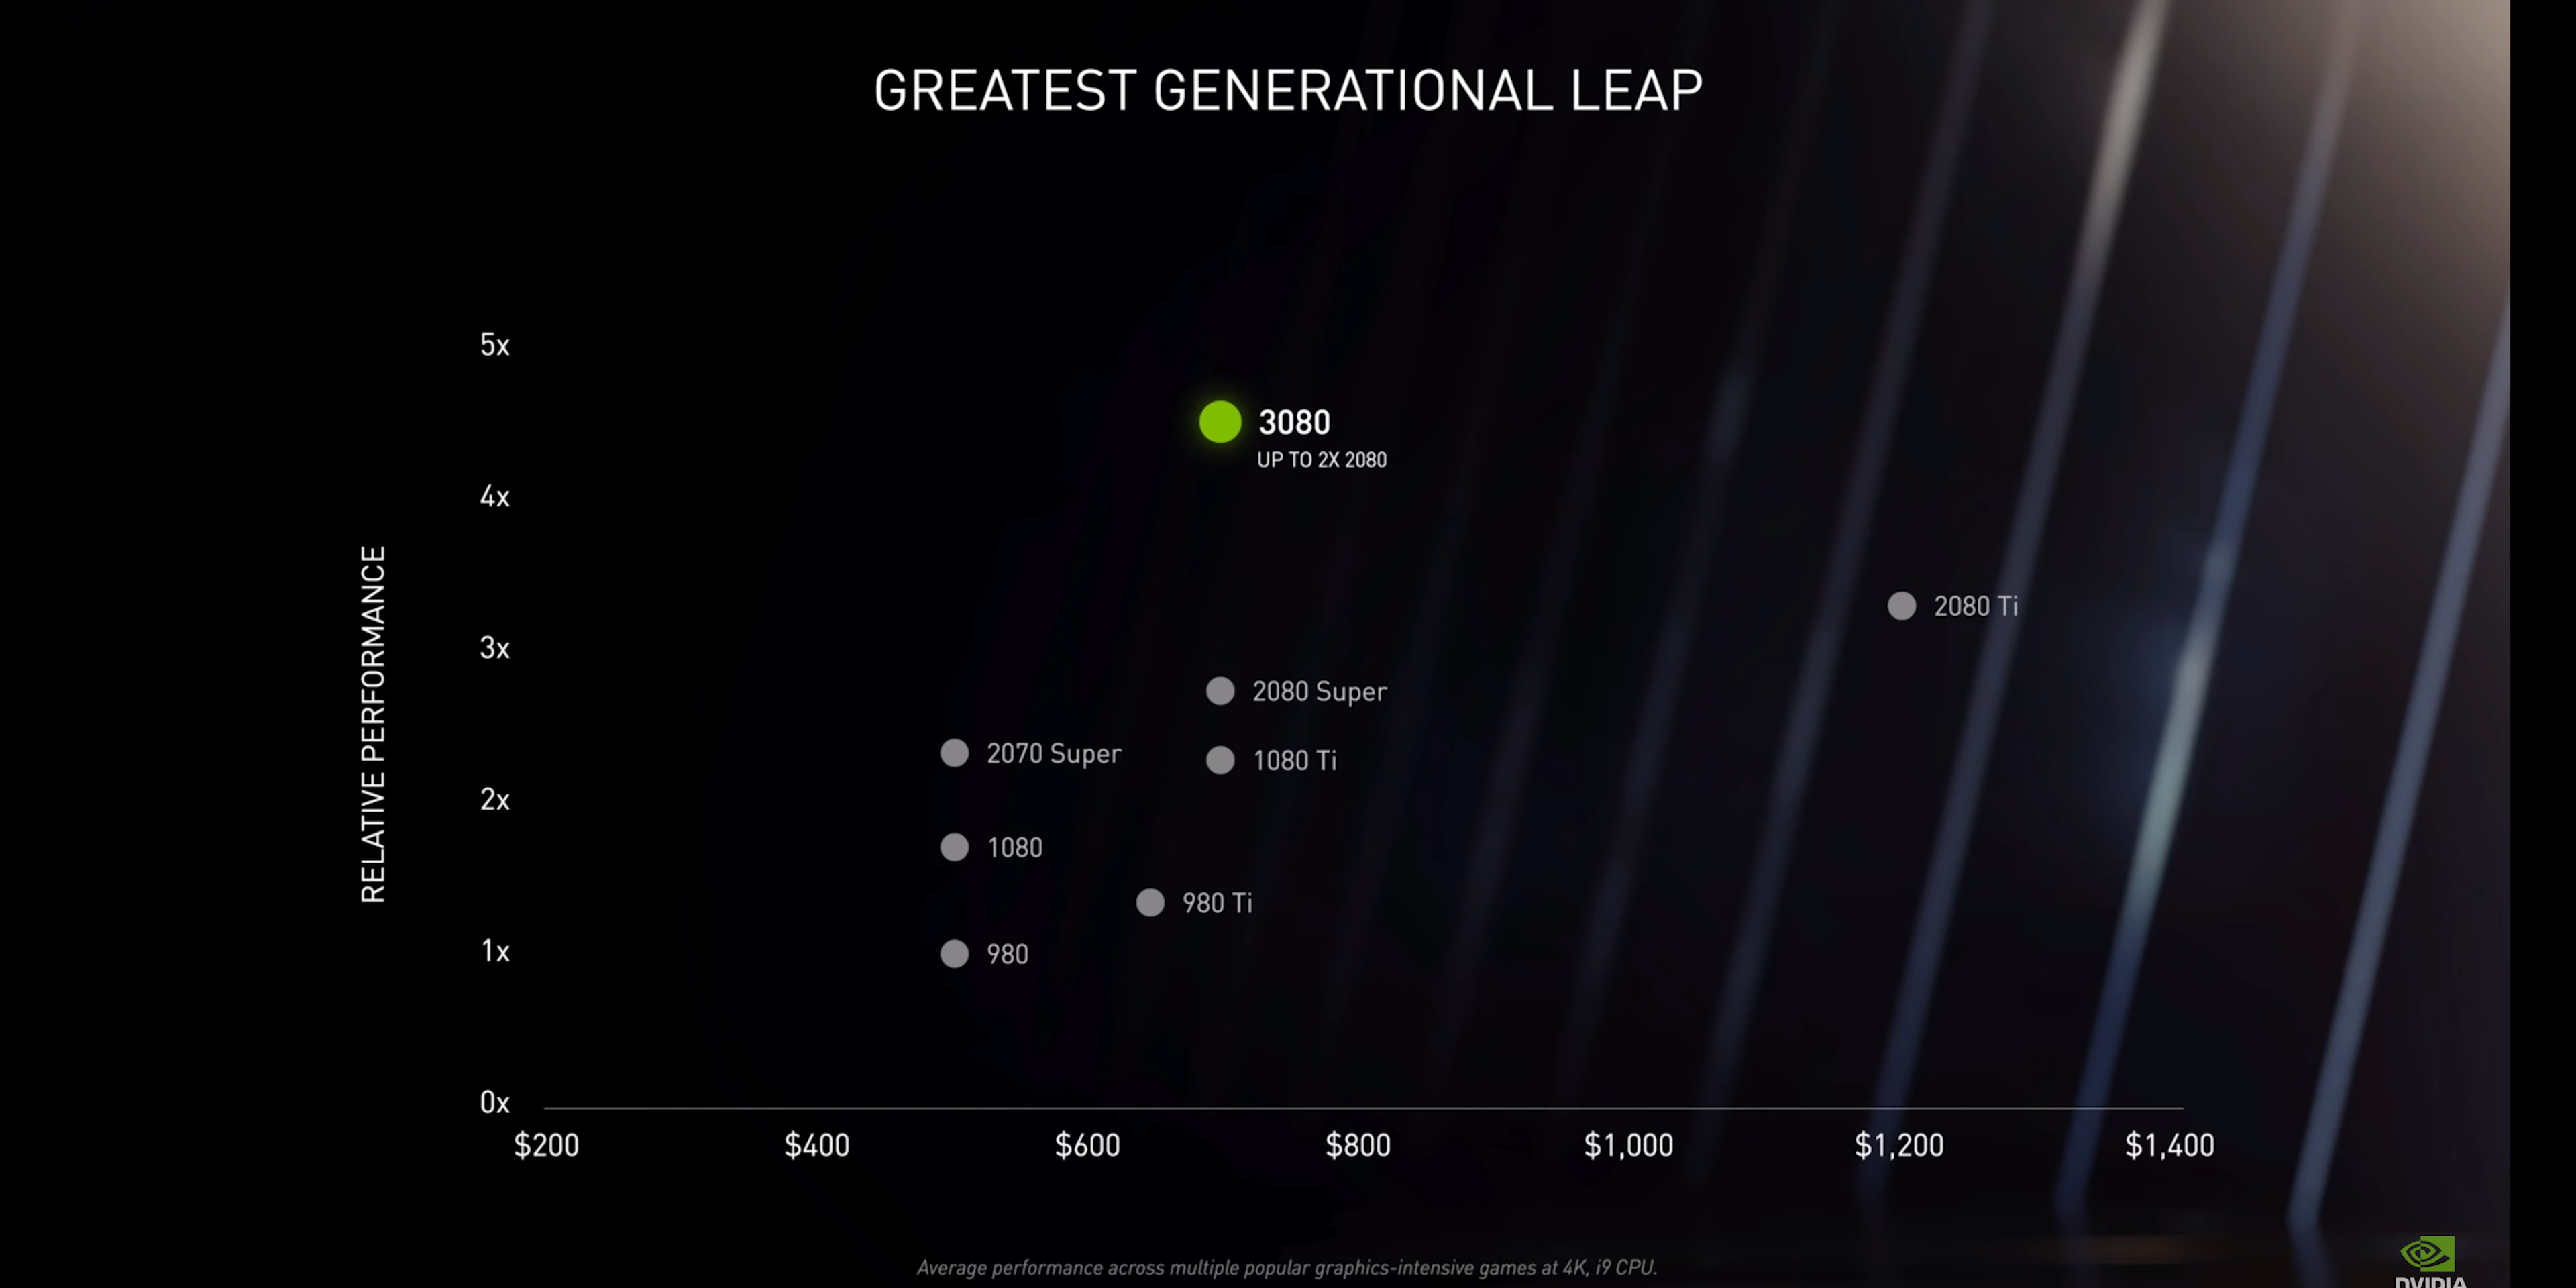 GREATEST GENERATIONAL LEAP
5x
3080
UP TO 2X 2080
4x
RELATIVE PERFORMANCE
2080 Ti
3x
2080 Super
2070 Super
1080 Ti
2x
1080
980 Ti
1x
980
0x
$200
$400
$600
$800
$1,000
$1,200
$1,400
Average performance across multiple popular graphics-intensive games at 4K, i9 CPU.
NVIDIA